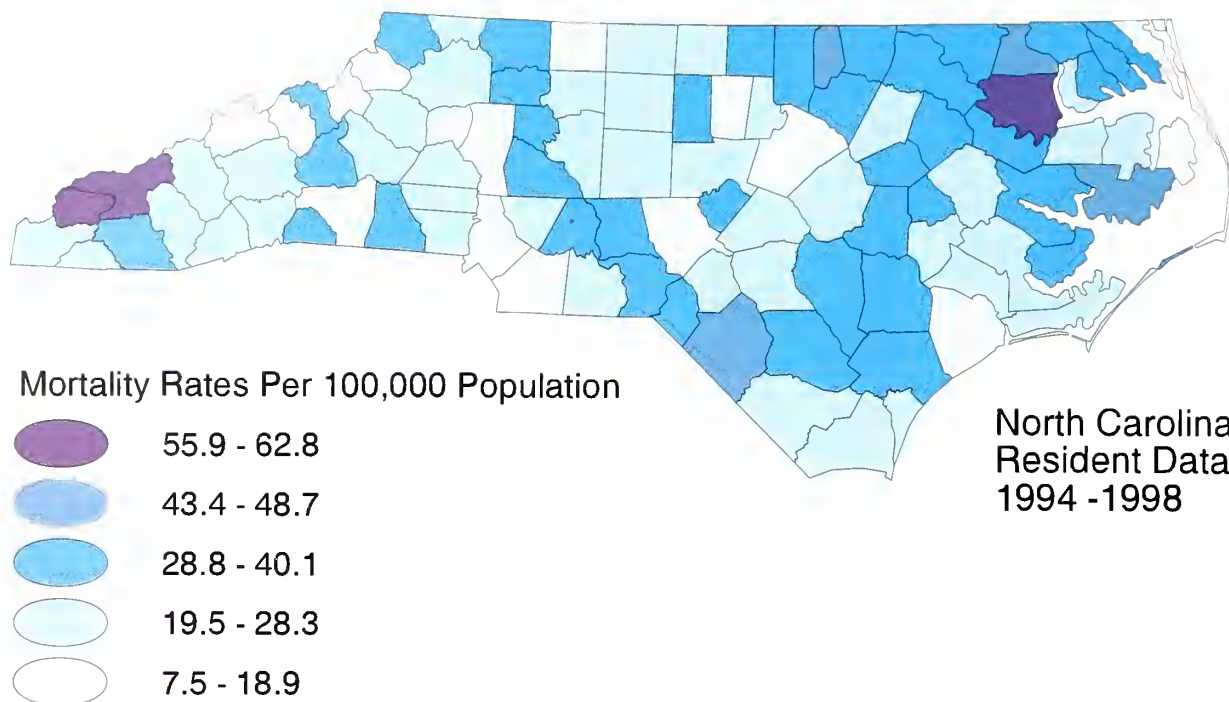 Mortality Rates Per 100,000 Population
55.9 - 62.8
43.4 - 48.7
28.8 - 40.1
19.5 - 28.3
7.5 - 18.9
North Carolina
Resident Data
1994 -1998